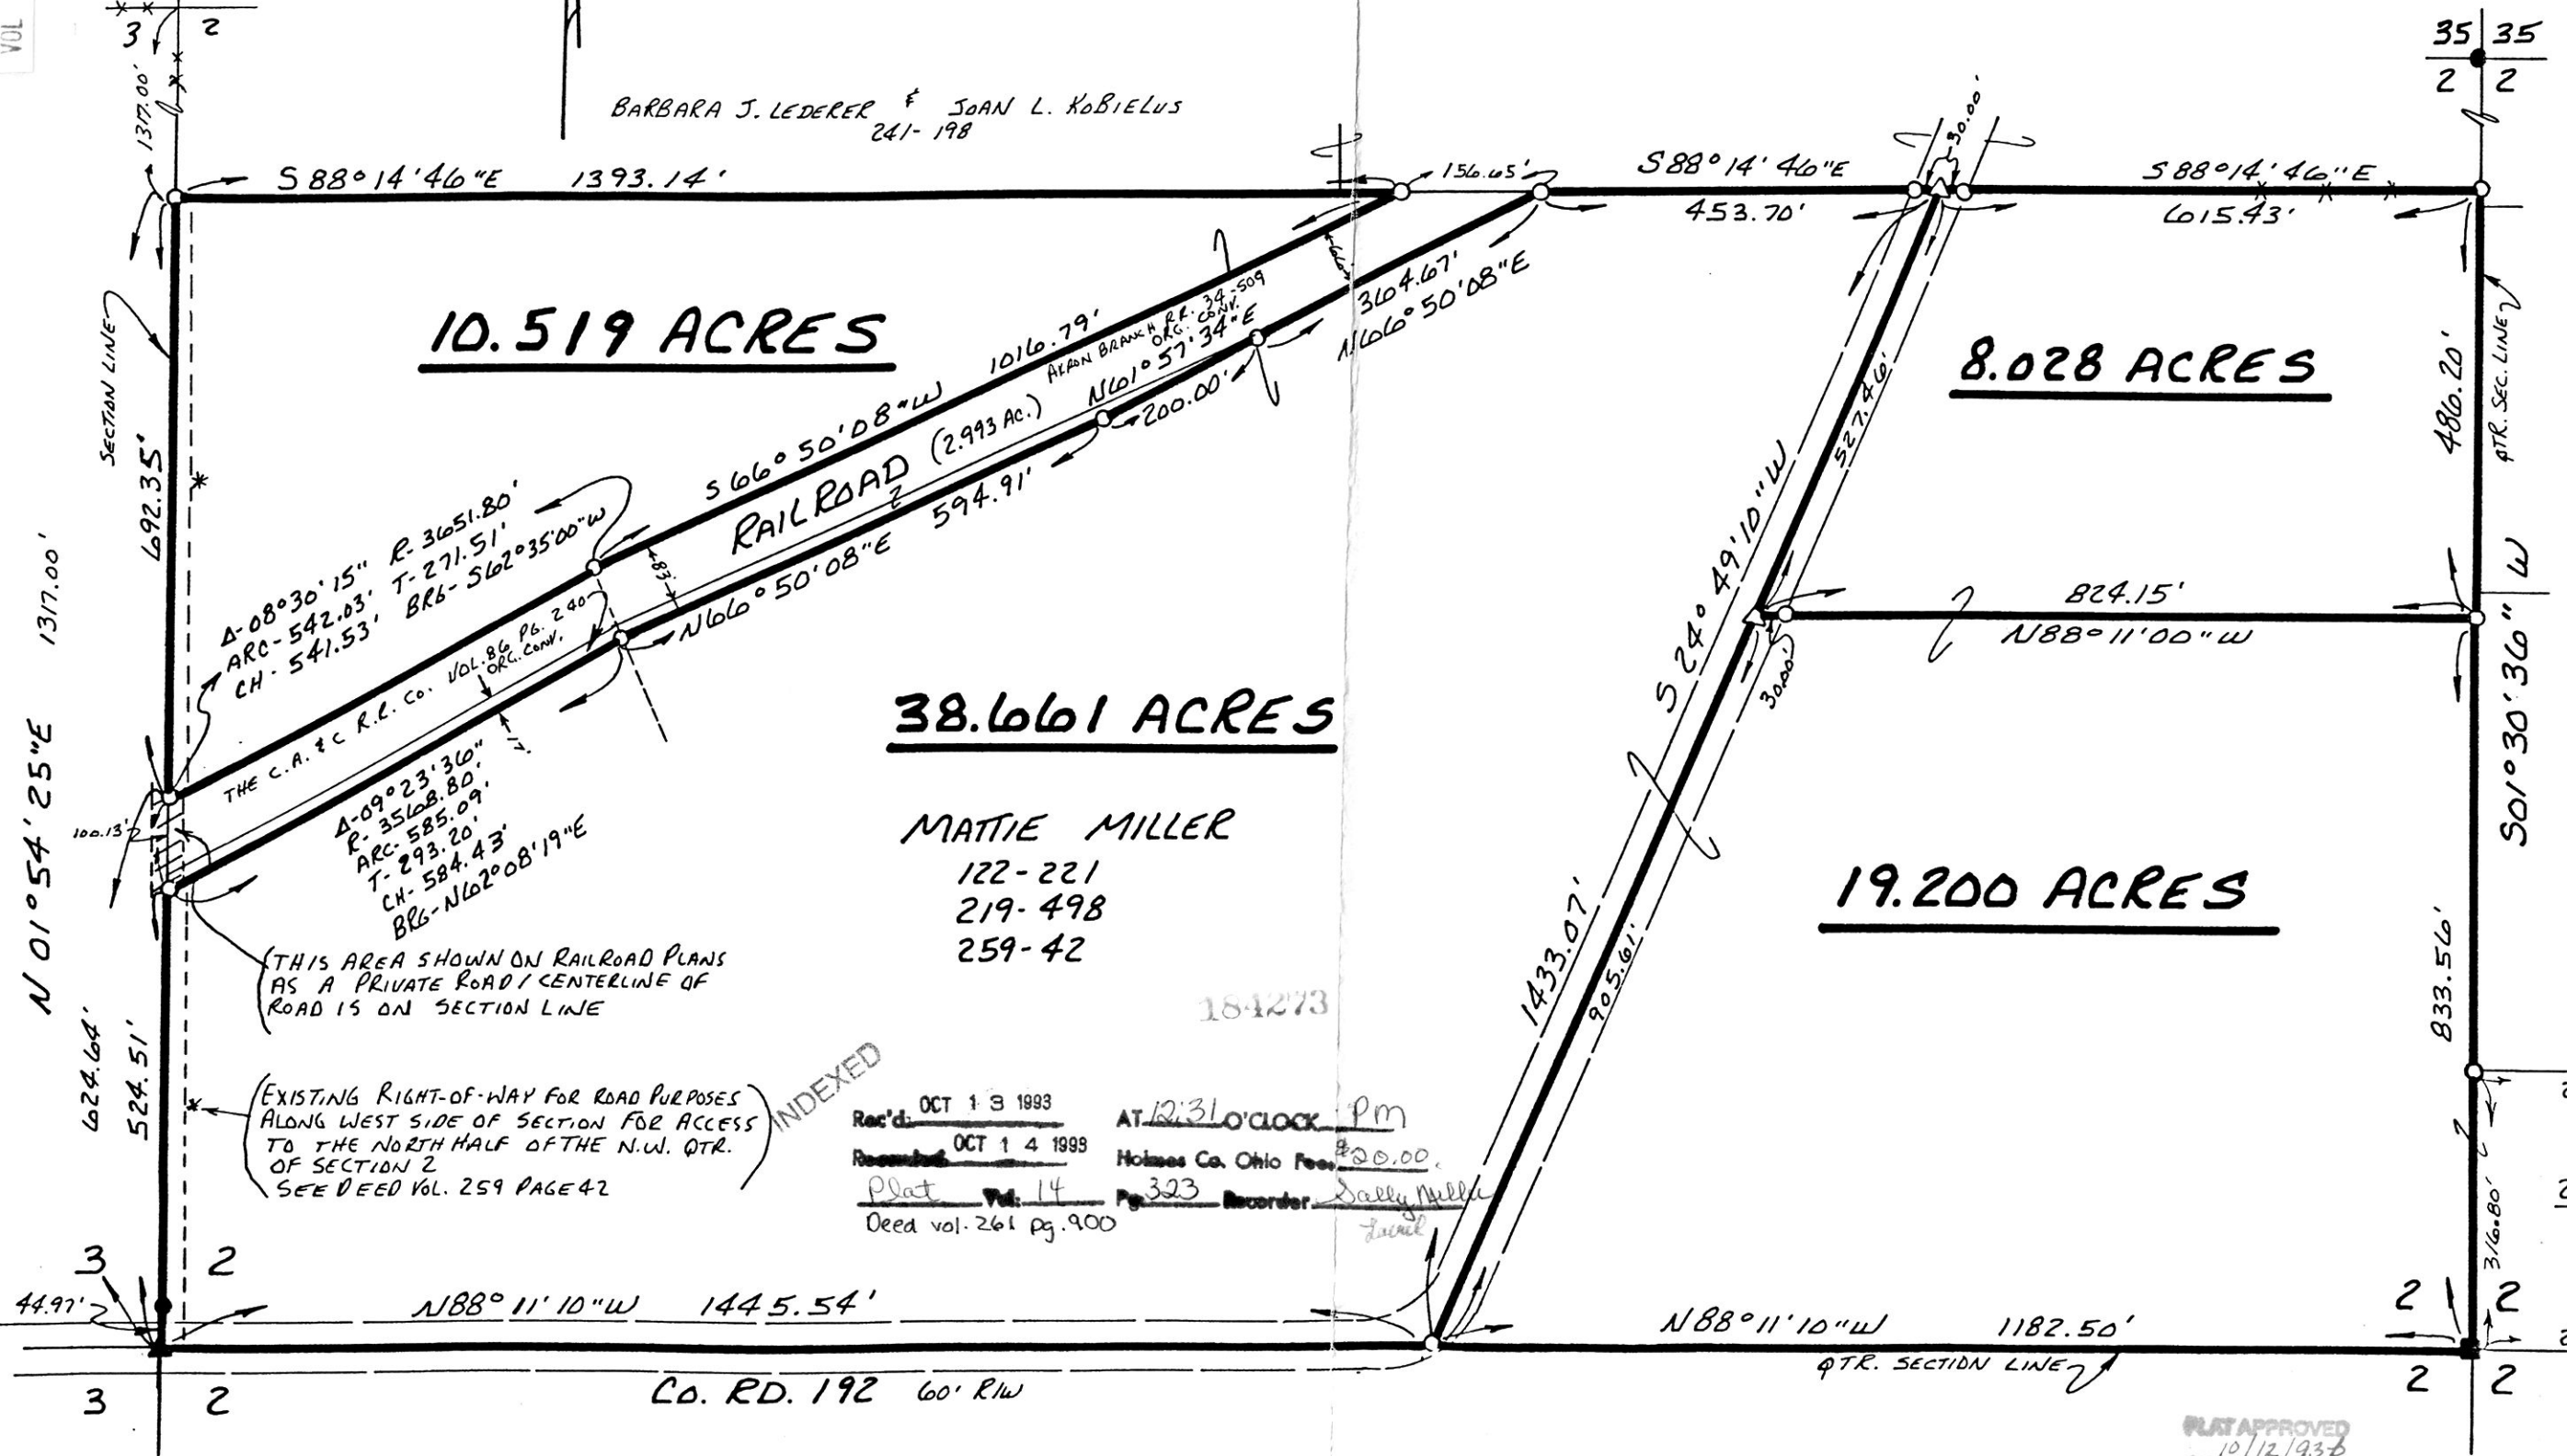 VOL
3 2
1317.00'
BARBARA J. LEDERER & JOAN L. KOBIELUS
241-198
35 35
2 2
30.00'
S 88° 14' 46" E 1393.14'
156.65'
S 88° 14' 46" E
453.70'
S 88° 14' 46" E
615.43'
SECTION LINE
692.35'
10.519 ACRES
1016.79'
S 66° 50' 08" W
66'
AKRON BRANCH R.R. 34-509
ORG. CONV.
N 61° 57' 34" E
200.00'
364.67'
N 66° 50' 08" E
RAILROAD (2.993 AC.)
594.91'
N 66° 50' 08" E
83'
8.028 ACRES
527.46'
486.20'
QTR. SEC. LINE
S 24° 49' 10" W
824.15'
N 88° 11' 00" W
30.00'
S 01° 30' 36" W
Δ-08° 30' 15" R-3651.80'
ARC-542.03' T-271.51'
CH-541.53' BRG-S 62° 35' 00" W
THE C.A. & C R.R. CO. VOL. 86 PG. 240
ORG. CONV.
17'
1317.00'
N 01° 54' 25" E
100.13'
Δ-09° 23' 36"
R-3568.80'
ARC-585.09'
T-293.20'
CH-584.43'
BRG-N 62° 08' 19" E
38.661 ACRES
MATTIE MILLER
122-221
219-498
259-42
19.200 ACRES
1433.07'
905.61'
833.56'
(THIS AREA SHOWN ON RAILROAD PLANS
AS A PRIVATE ROAD / CENTERLINE OF
ROAD IS ON SECTION LINE
184273
624.64'
524.51'
(EXISTING RIGHT-OF-WAY FOR ROAD PURPOSES
ALONG WEST SIDE OF SECTION FOR ACCESS
TO THE NORTH HALF OF THE N.W. QTR.
OF SECTION 2
SEE DEED VOL. 259 PAGE 42
INDEXED
Rec'd. OCT 13 1993 AT 12:31 O'CLOCK PM
Recorded OCT 14 1993 Holmes Co. Ohio Fee $20.00
Plat Vol. 14 Pg. 323 Recorder Sally Miller
Deed vol. 261 pg. 900
316.80'
3 2
44.97'
N 88° 11' 10" W 1445.54'
N 88° 11' 10" W 1182.50'
2 2
QTR. SECTION LINE
3 2
CO. RD. 192 60' R/W
2 2
PLAT APPROVED
10/12/93